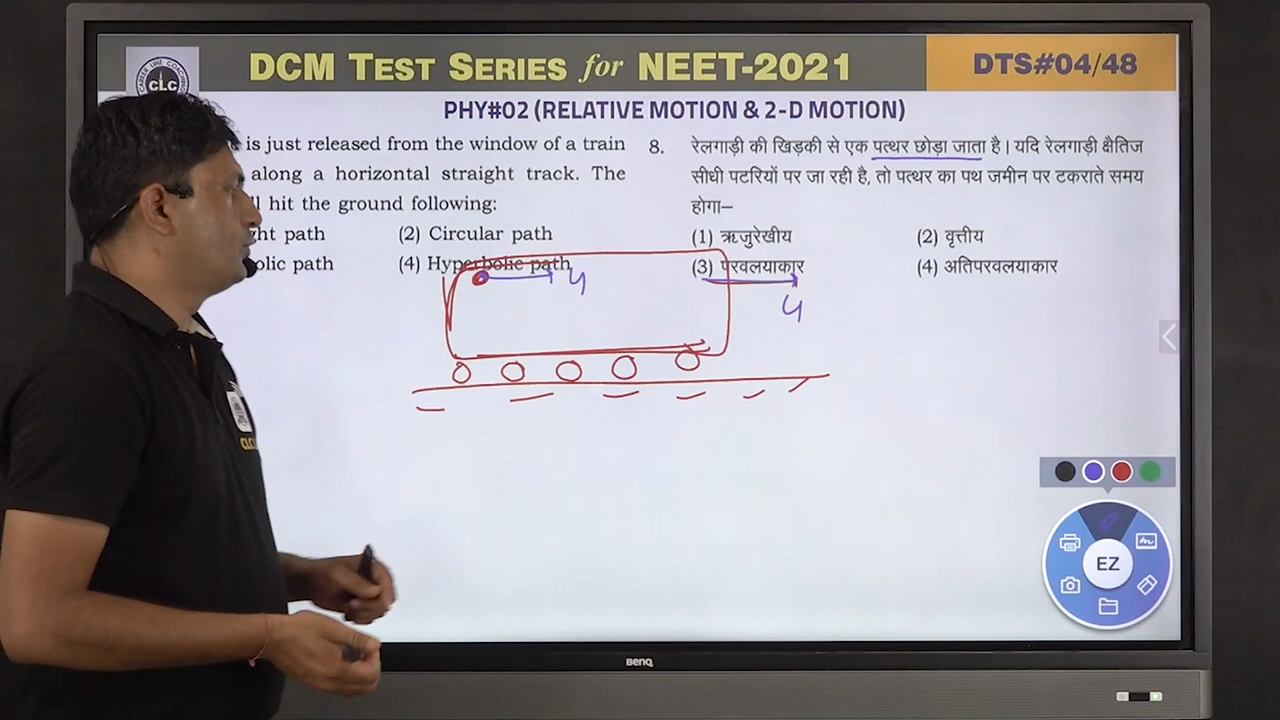 DCM TEST SERIES for NEET-2021
DTS#04/48
CLC
PHY#02 (RELATIVE MOTION & 2-D MOTION)
is just released from the window of a train
along a horizontal straight track. The
hit the ground following:
path
(2) Circular path
path
(4) Hyperbolic path
8. रेलगाड़ी की खिड़की से एक पत्थर छोड़ा जाता है। यदि रेलगाड़ी क्षैतिज
सीधी पटरियों पर जा रही है, तो पत्थर का पथ जमीन पर टकराते समय
होगा–
(1) ऋजुरेखीय
(2) वृत्तीय
(3) परवलयाकार
(4) अतिपरवलयाकार
u
u
EZ
BenQ